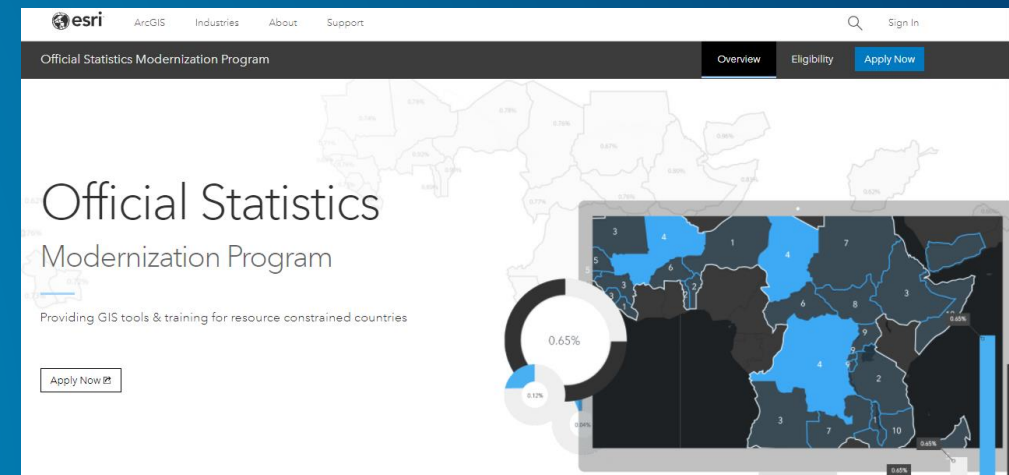 esri
ArcGIS Industries About Support
Sign In
Official Statistics Modernization Program
Overview Eligibility Apply Now
Official Statistics
Modernization Program
Providing GIS tools & training for resource constrained countries
Apply Now
0.65%
0.12%
0.04%
3 4 1 7
5 4
6
3 2
6 8 3
9
4 9
2
3 7 1 10
0.65%
0.65%
0.65%